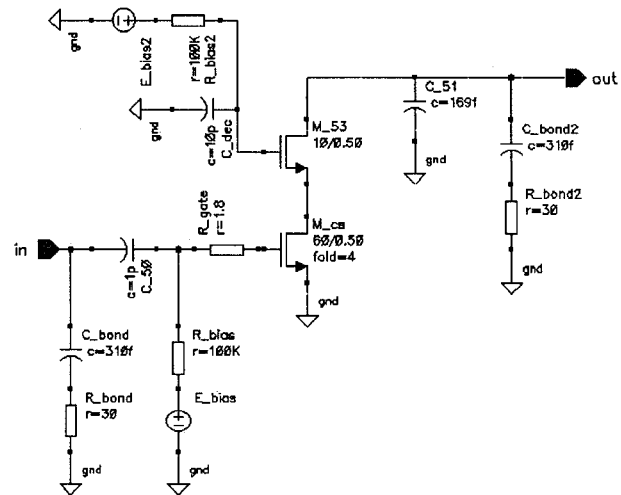 gnd
E_bias2
r=100K
R_bias2
gnd
c=10p
C_dec
M_53
10/0.50
C_51
c=169f
gnd
out
C_bond2
c=310f
R_bond2
r=30
gnd
in
c=1p
C_50
R_gate
r=1.8
M_cs
60/0.50
fold=4
gnd
C_bond
c=310f
R_bond
r=30
gnd
R_bias
r=100K
E_bias
gnd